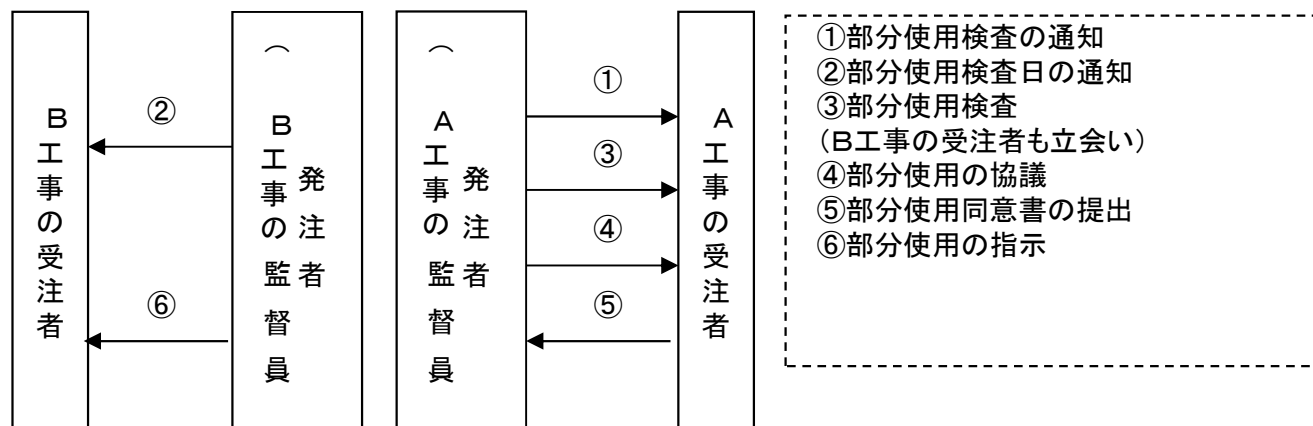 B工事の受注者
②
⑥
発注者
（B工事の監督員
発注者
（A工事の監督員
①
③
④
⑤
A工事の受注者
①部分使用検査の通知
②部分使用検査日の通知
③部分使用検査
（B工事の受注者も立会い）
④部分使用の協議
⑤部分使用同意書の提出
⑥部分使用の指示